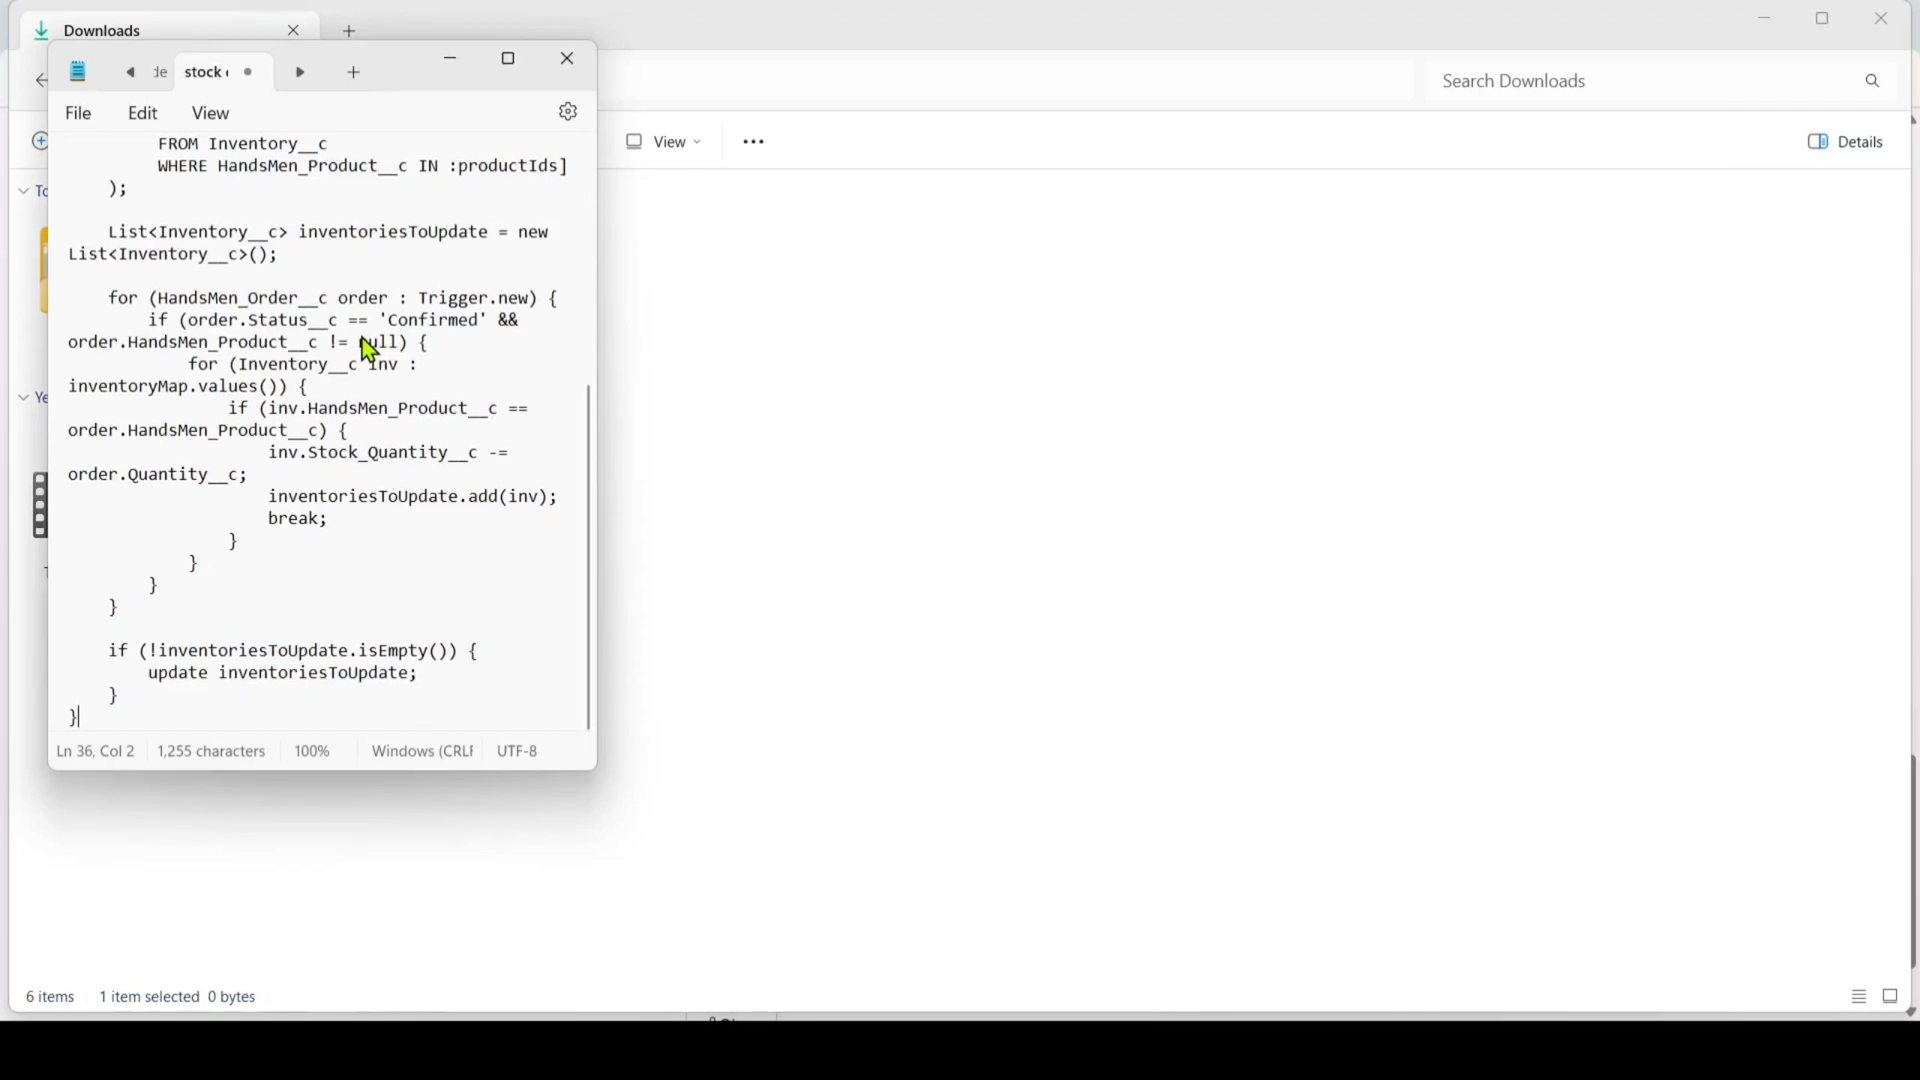 Downloads
de
stock
File
Edit
View
Search Downloads
View
Details
FROM Inventory__c
WHERE HandsMen_Product__c IN :productIds]
);
List<Inventory__c> inventoriesToUpdate = new
List<Inventory__c>();
for (HandsMen_Order__c order : Trigger.new) {
if (order.Status__c == 'Confirmed' &&
order.HandsMen_Product__c != null) {
for (Inventory__c inv :
inventoryMap.values()) {
if (inv.HandsMen_Product__c ==
order.HandsMen_Product__c) {
inv.Stock_Quantity__c -=
order.Quantity__c;
inventoriesToUpdate.add(inv);
break;
}
}
}
}
if (!inventoriesToUpdate.isEmpty()) {
update inventoriesToUpdate;
}
}
Ln 36, Col 2
1,255 characters
100%
Windows (CRLF
UTF-8
6 items
1 item selected 0 bytes